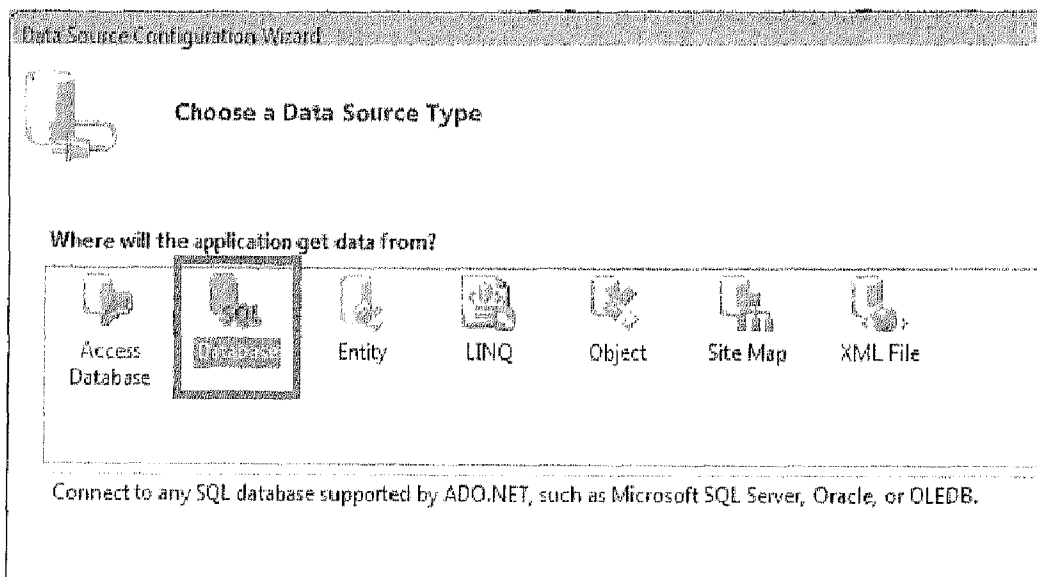 Data Source Configuration Wizard
Choose a Data Source Type
Where will the application get data from?
SQL
Access Database
Database
Entity
LINQ
Object
Site Map
XML File
Connect to any SQL database supported by ADO.NET, such as Microsoft SQL Server, Oracle, or OLEDB.